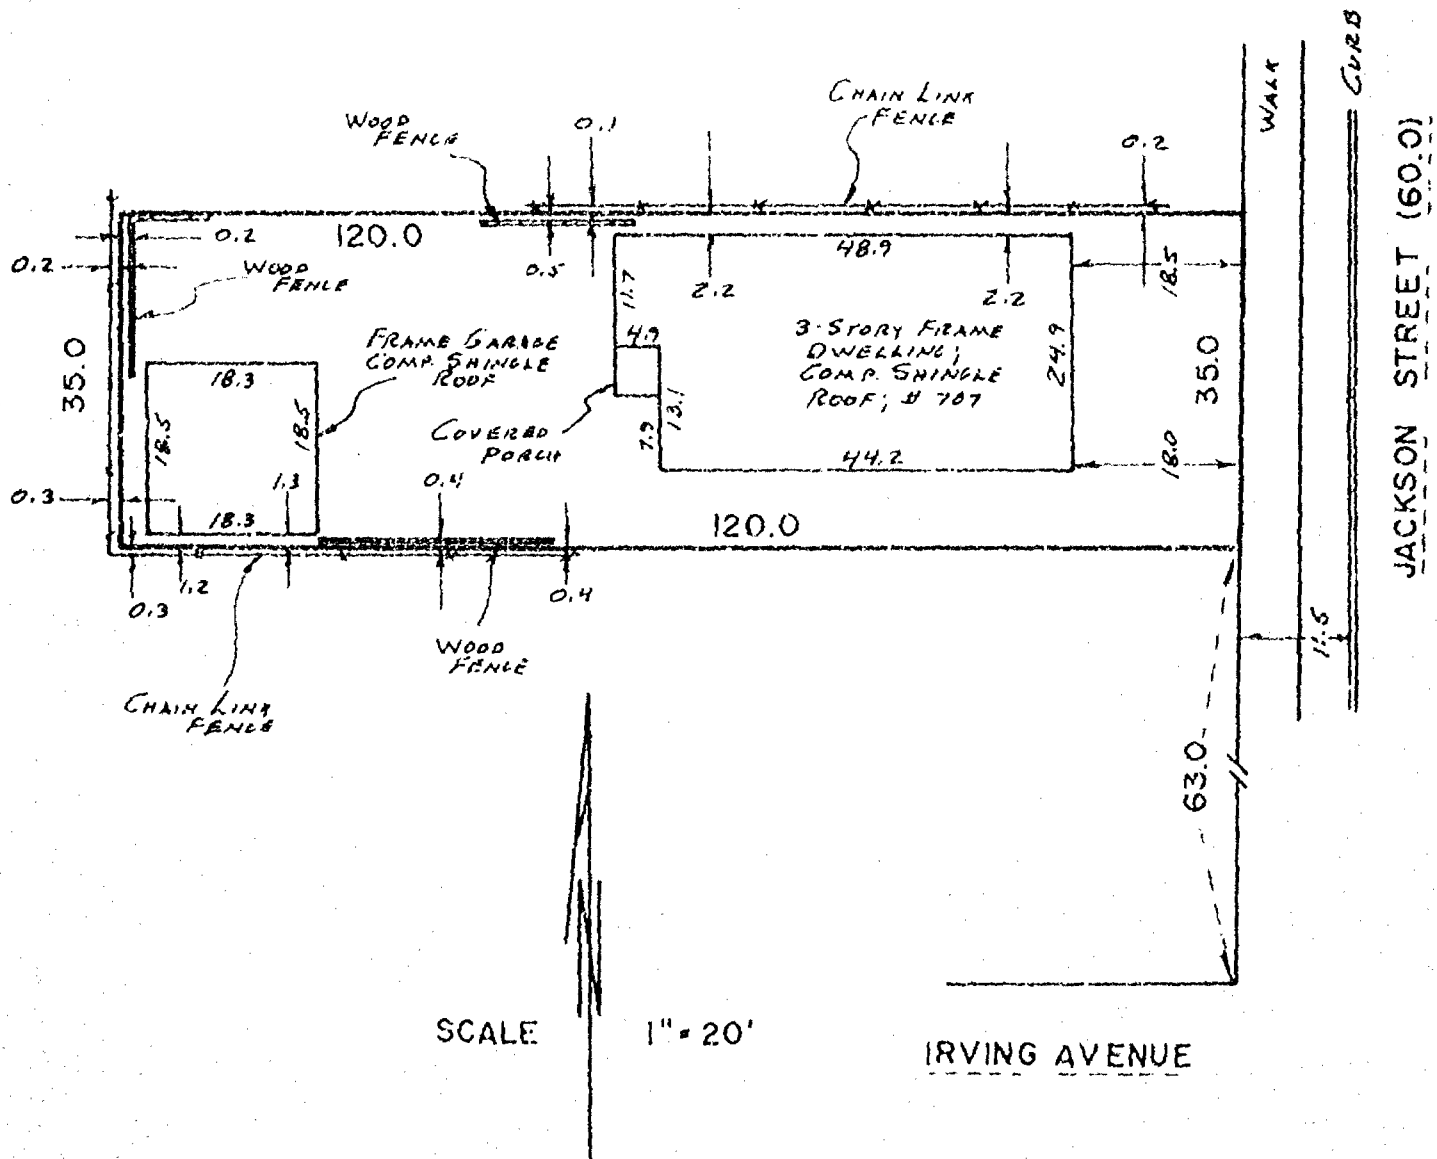 CURB
WALK
JACKSON STREET (60.0)
CHAIN LINK
FENCE
WOOD
FENCE
0.1
0.2
0.2
120.0
0.2
WOOD
FENCE
0.5
48.9
18.5
11.7
2.2
2.2
4.9
3-STORY FRAME
DWELLING;
COMP. SHINGLE
ROOF; # 707
24.9
35.0
35.0
FRAME GARAGE
COMP. SHINGLE
ROOF
18.3
18.5
18.5
COVERED
PORCH
7.9
13.1
44.2
18.0
0.3
1.3
0.4
18.3
120.0
0.3
1.2
0.4
WOOD
FENCE
11.5
CHAIN LINK
FENCE
63.0
SCALE 1"=20'
IRVING AVENUE